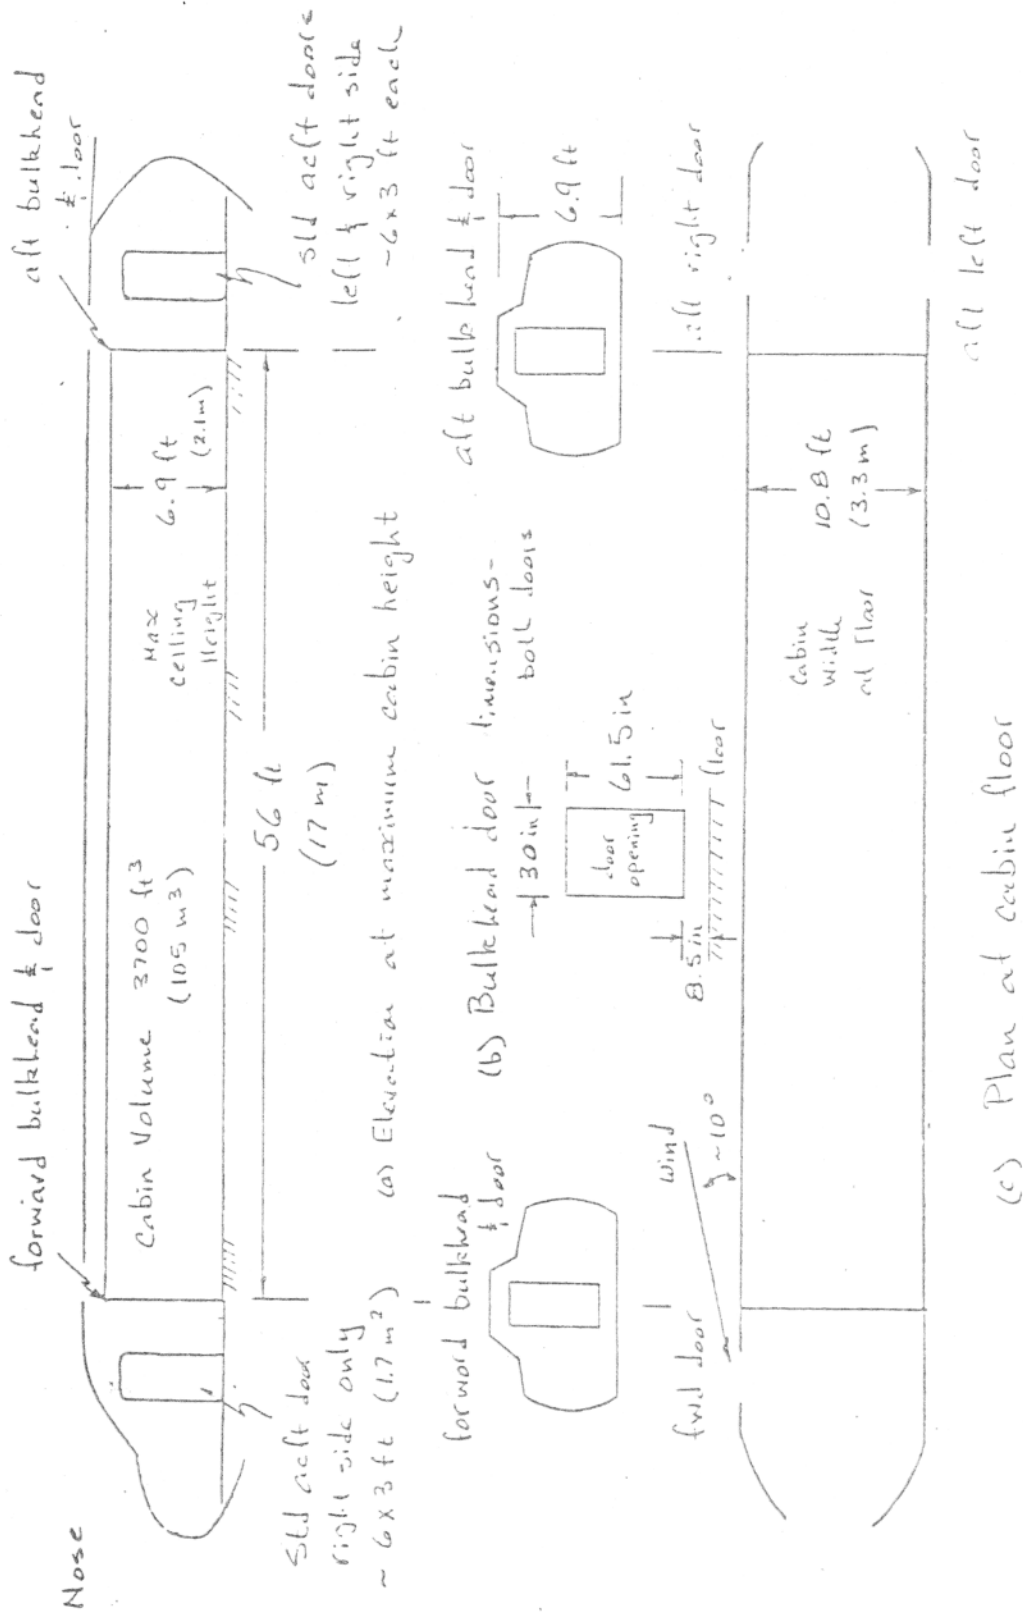 Nose
forward bulkhead & door
aft bulkhead
& door
Cabin Volume 3700 ft³
(105 m³)
Max
Ceiling
Height
6.9 ft
(2.1m)
56 ft
(17 m)
Std acft door
right side only
~ 6x3 ft (1.7 m²)
std acft doors
left & right side
~6x3 ft each
(a) Elevation at maximum cabin height
forward bulkhead
& door
(b) Bulkhead door dimensions-
both doors
30 in
61.5 in
door
opening
8.5 in
floor
aft bulkhead & door
6.9 ft
fwd door
wind
~10°
aft right door
Cabin
Width
at floor
10.8 ft
(3.3 m)
aft left door
(c) Plan at cabin floor